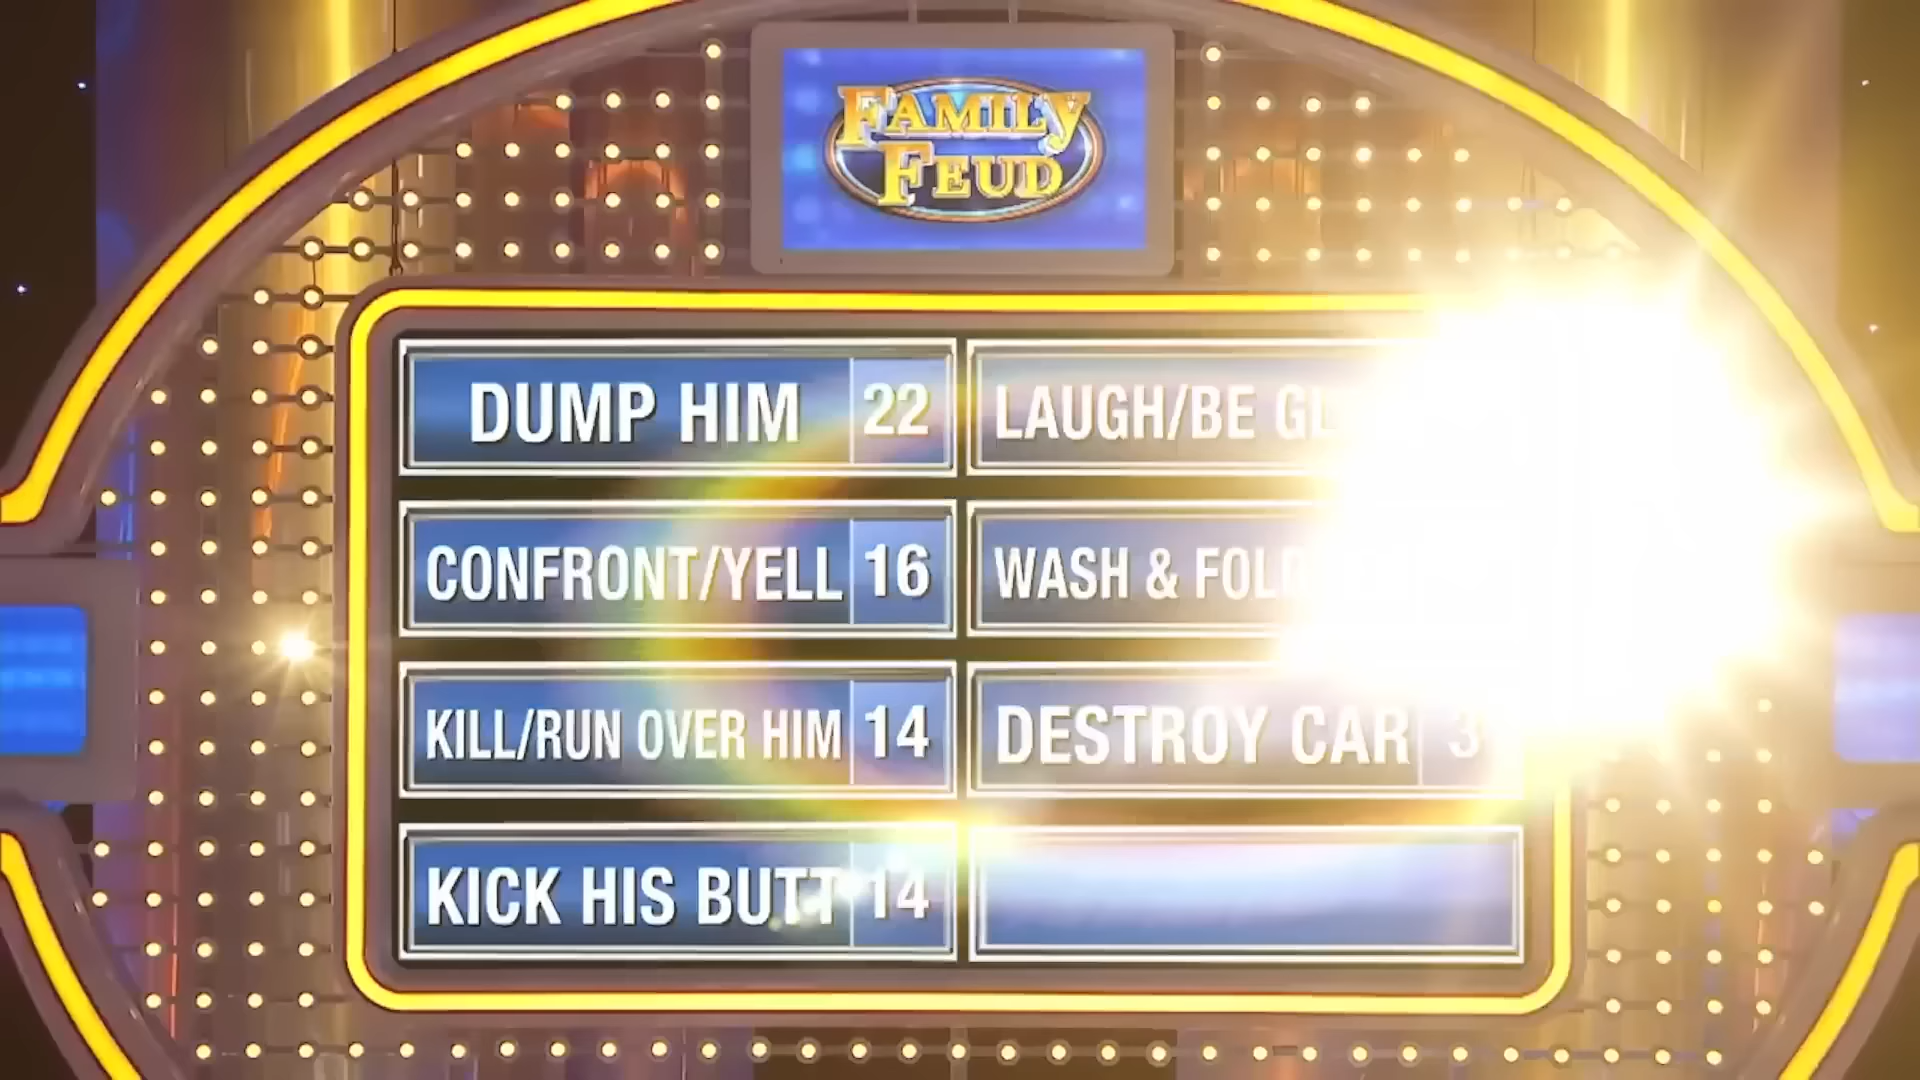 FAMILY
FEUD
DUMP HIM 22
CONFRONT/YELL 16
KILL/RUN OVER HIM 14
KICK HIS BUTT 14
LAUGH/BE
WASH &
DESTROY CAR 3